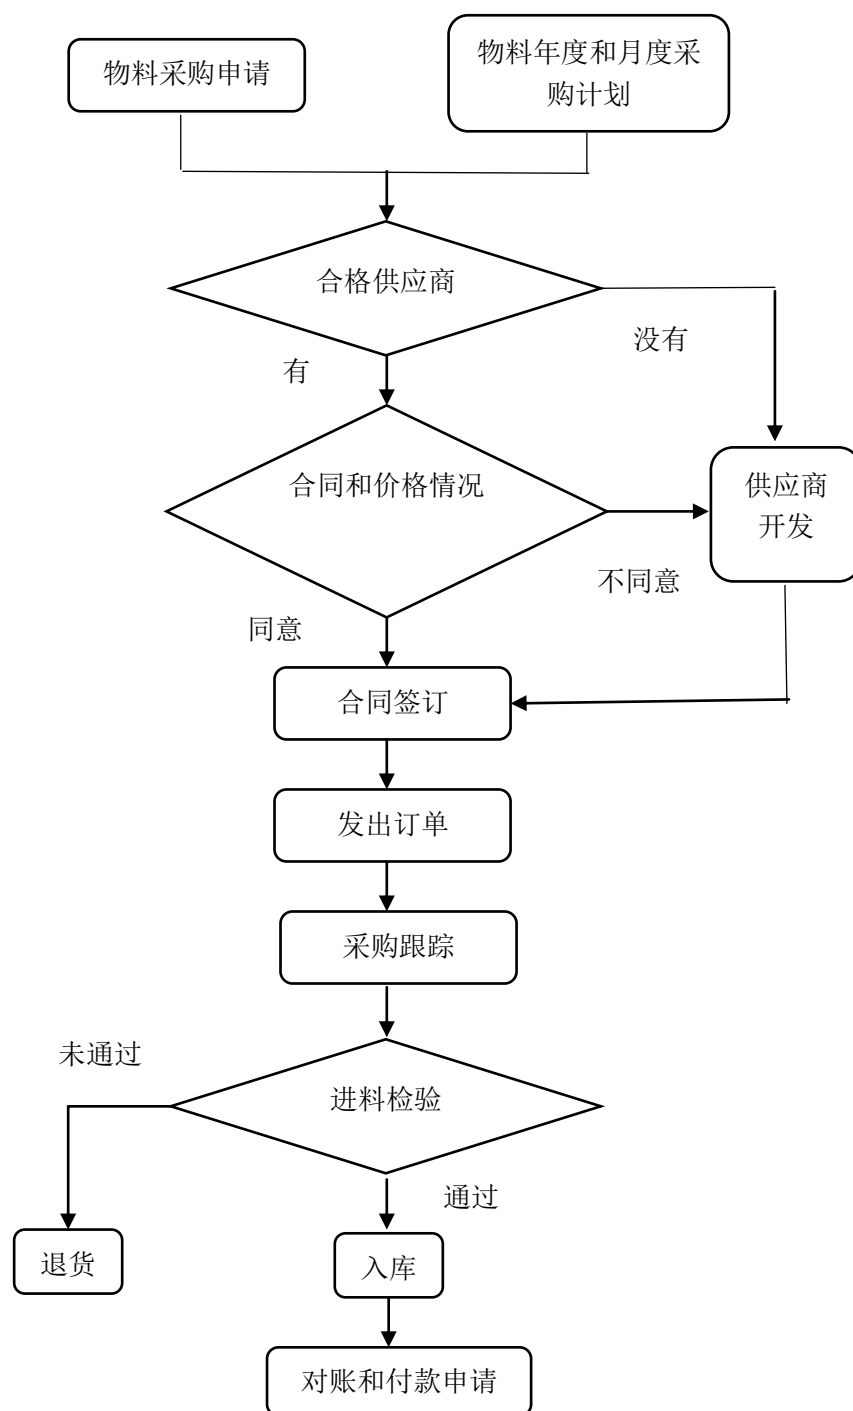 物料采购申请
物料年度和月度采
购计划
合格供应商
没有
有
合同和价格情况
供应商
开发
不同意
同意
合同签订
发出订单
采购跟踪
未通过
进料检验
通过
退货
入库
对账和付款申请